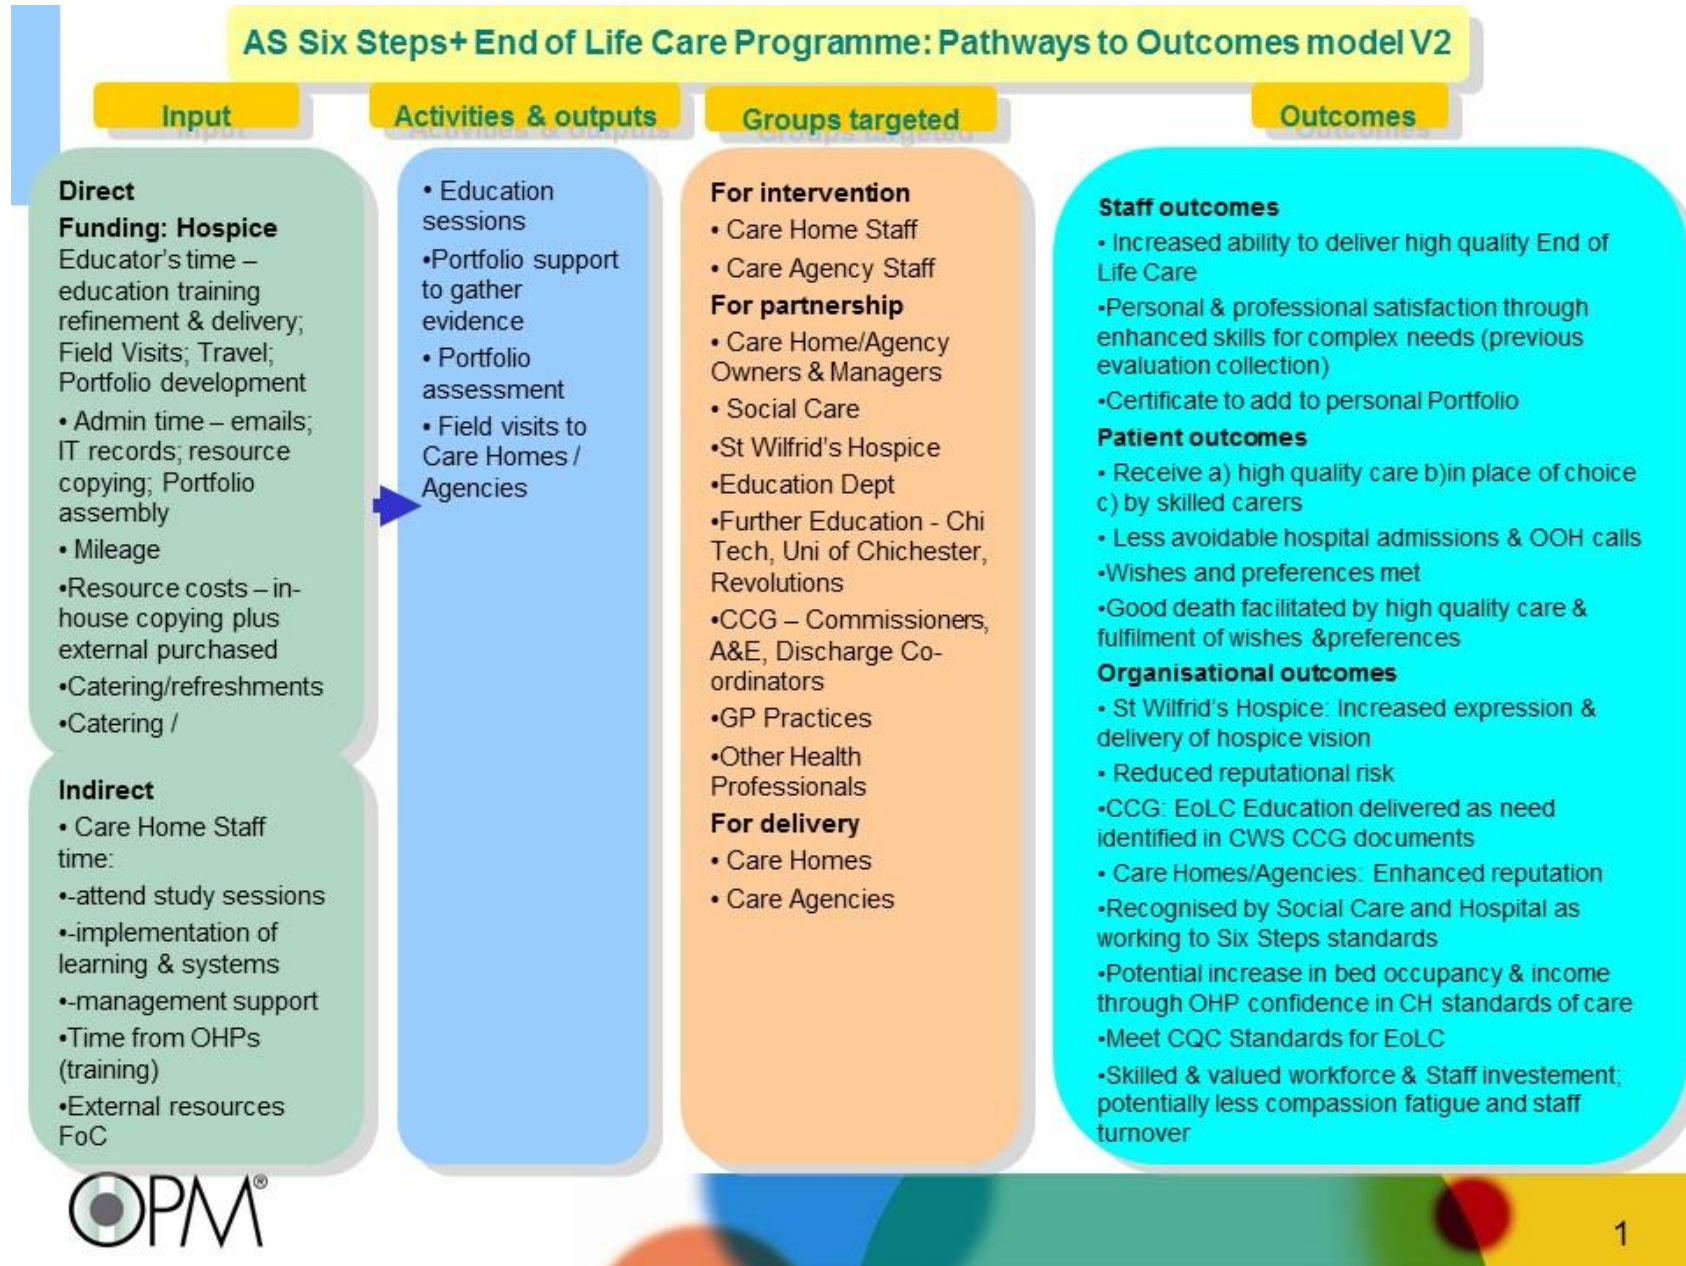 AS Six Steps+ End of Life Care Programme: Pathways to Outcomes model V2
Input
Direct
Funding: Hospice
Educator's time –
education training
refinement & delivery;
Field Visits; Travel;
Portfolio development
• Admin time – emails;
IT records; resource
copying; Portfolio
assembly
• Mileage
•Resource costs – in-
house copying plus
external purchased
•Catering/refreshments
•Catering /
Indirect
• Care Home Staff
time:
•-attend study sessions
•-implementation of
learning & systems
•-management support
•Time from OHPs
(training)
•External resources
FoC
Activities & outputs
• Education
sessions
•Portfolio support
to gather
evidence
• Portfolio
assessment
• Field visits to
Care Homes /
Agencies
Groups targeted
For intervention
• Care Home Staff
• Care Agency Staff
For partnership
• Care Home/Agency
Owners & Managers
• Social Care
•St Wilfrid's Hospice
•Education Dept
•Further Education - Chi
Tech, Uni of Chichester,
Revolutions
•CCG – Commissioners,
A&E, Discharge Co-
ordinators
•GP Practices
•Other Health
Professionals
For delivery
• Care Homes
• Care Agencies
Outcomes
Staff outcomes
• Increased ability to deliver high quality End of
Life Care
•Personal & professional satisfaction through
enhanced skills for complex needs (previous
evaluation collection)
•Certificate to add to personal Portfolio
Patient outcomes
• Receive a) high quality care b)in place of choice
c) by skilled carers
• Less avoidable hospital admissions & OOH calls
•Wishes and preferences met
•Good death facilitated by high quality care &
fulfilment of wishes &preferences
Organisational outcomes
• St Wilfrid's Hospice: Increased expression &
delivery of hospice vision
• Reduced reputational risk
•CCG: EoLC Education delivered as need
identified in CWS CCG documents
• Care Homes/Agencies: Enhanced reputation
•Recognised by Social Care and Hospital as
working to Six Steps standards
•Potential increase in bed occupancy & income
through OHP confidence in CH standards of care
•Meet CQC Standards for EoLC
•Skilled & valued workforce & Staff investement;
potentially less compassion fatigue and staff
turnover
OPM®
1